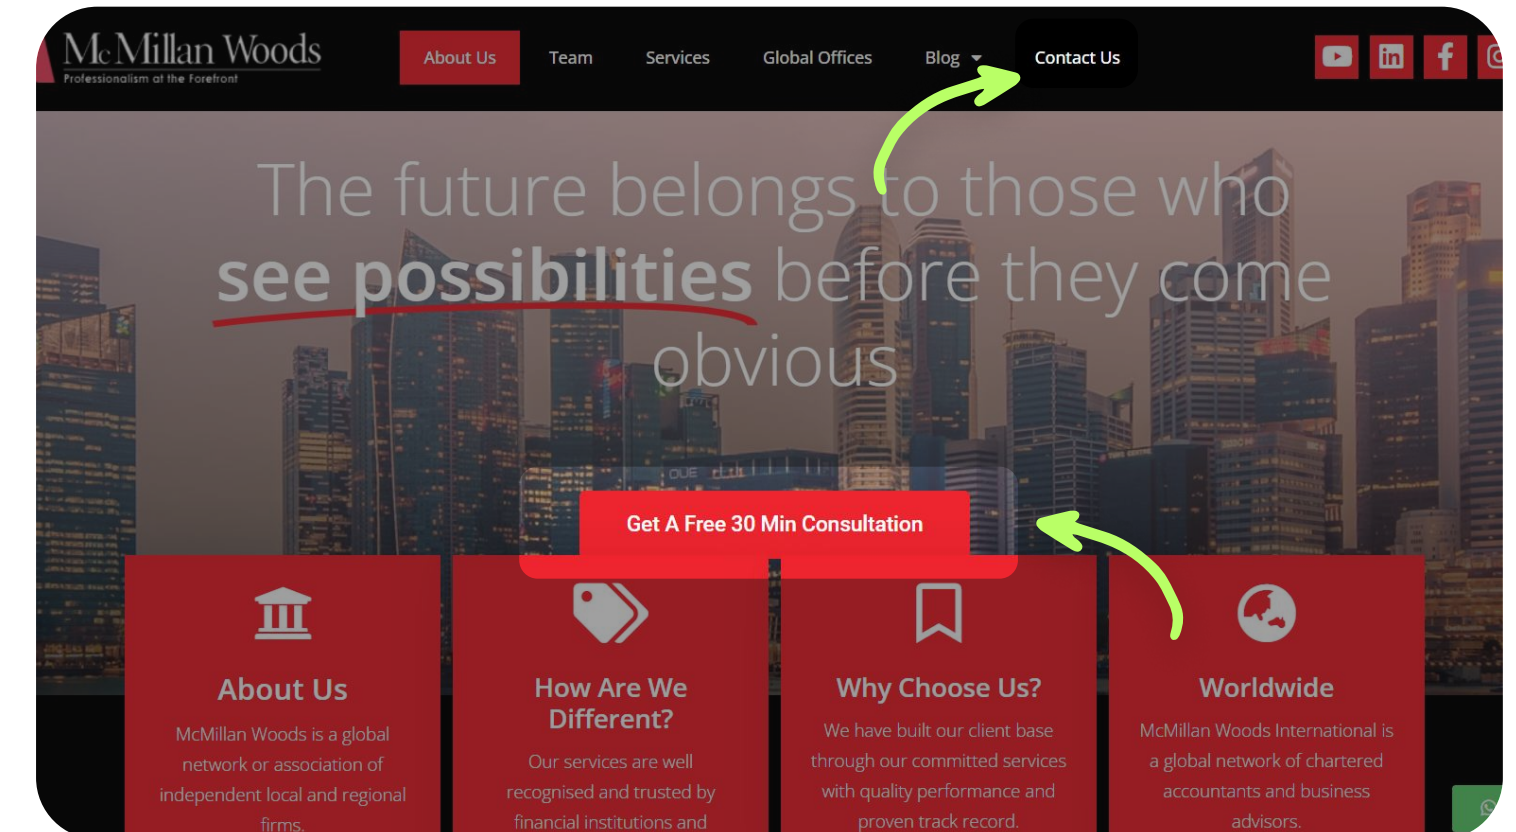 McMillan Woods
Professionalism at the Forefront
About Us
Team
Services
Global Offices
Blog
Contact Us
The future belongs to those who
see possibilities before they come
obvious
OUE
Get A Free 30 Min Consultation
About Us
McMillan Woods is a global
network or association of
independent local and regional
firms.
How Are We
Different?
Our services are well
recognised and trusted by
financial institutions and
Why Choose Us?
We have built our client base
through our committed services
with quality performance and
proven track record.
Worldwide
McMillan Woods International is
a global network of chartered
accountants and business
advisors.